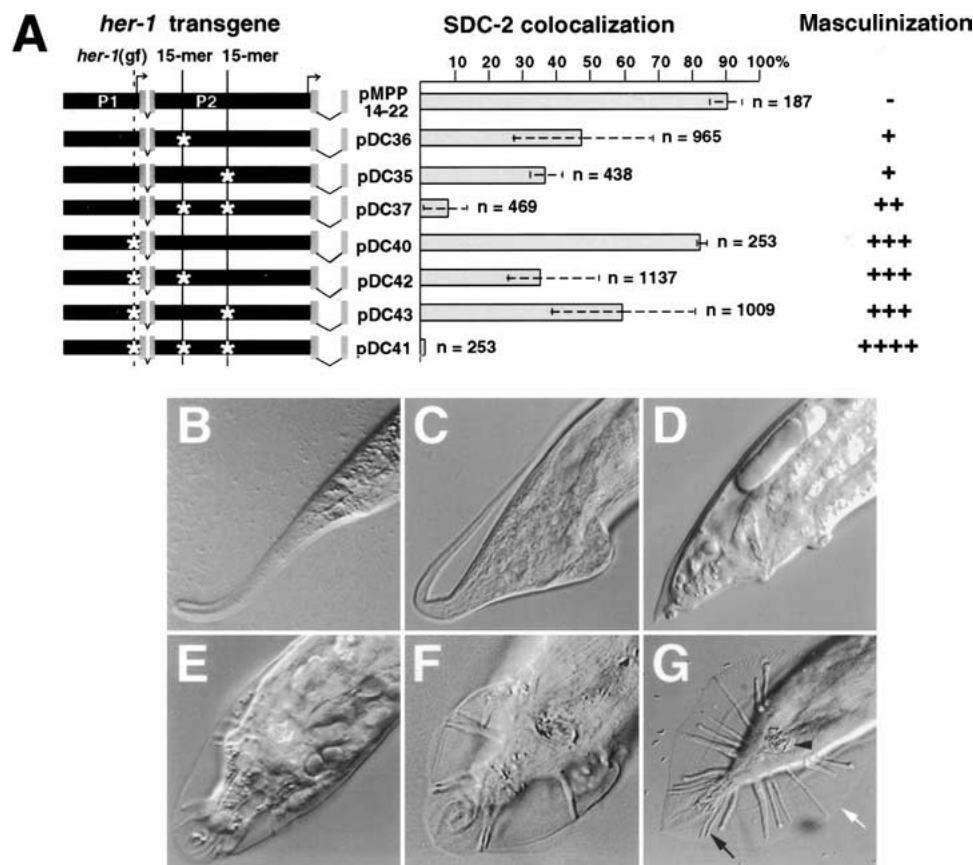 A
her-1 transgene
SDC-2 colocalization
Masculinization
her-1(gf) 15-mer 15-mer
10 20 30 40 50 60 70 80 90 100%
P1 P2 pMPP 14-22 n = 187 -
* pDC36 n = 965 +
* pDC35 n = 438 +
* * pDC37 n = 469 ++
* pDC40 n = 253 +++
* * pDC42 n = 1137 +++
* * pDC43 n = 1009 +++
* * * pDC41 n = 253 ++++
B C D
E F G